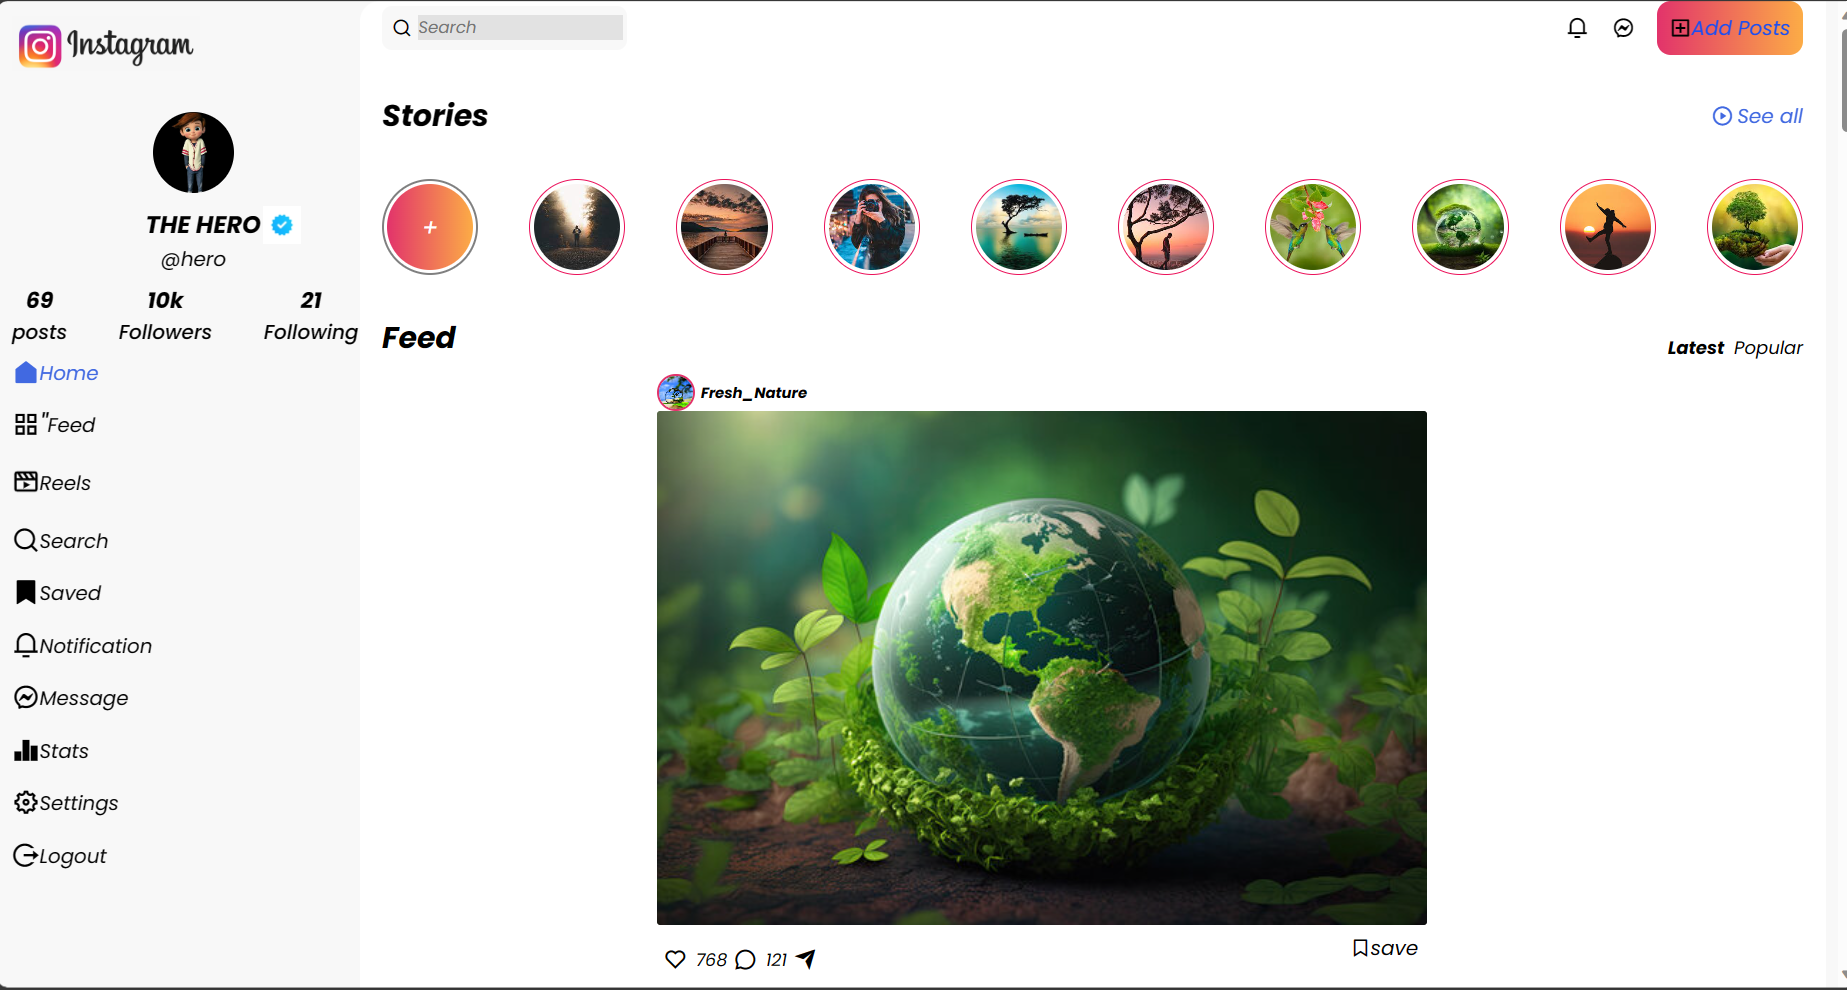 Instagram
THE HERO
@hero
69 10k 21
posts Followers Following
Home
"Feed
Reels
Search
Saved
Notification
Message
Stats
Settings
Logout
Search
Add Posts
Stories
See all
+
Feed
Latest Popular
Fresh_Nature
768 121
save